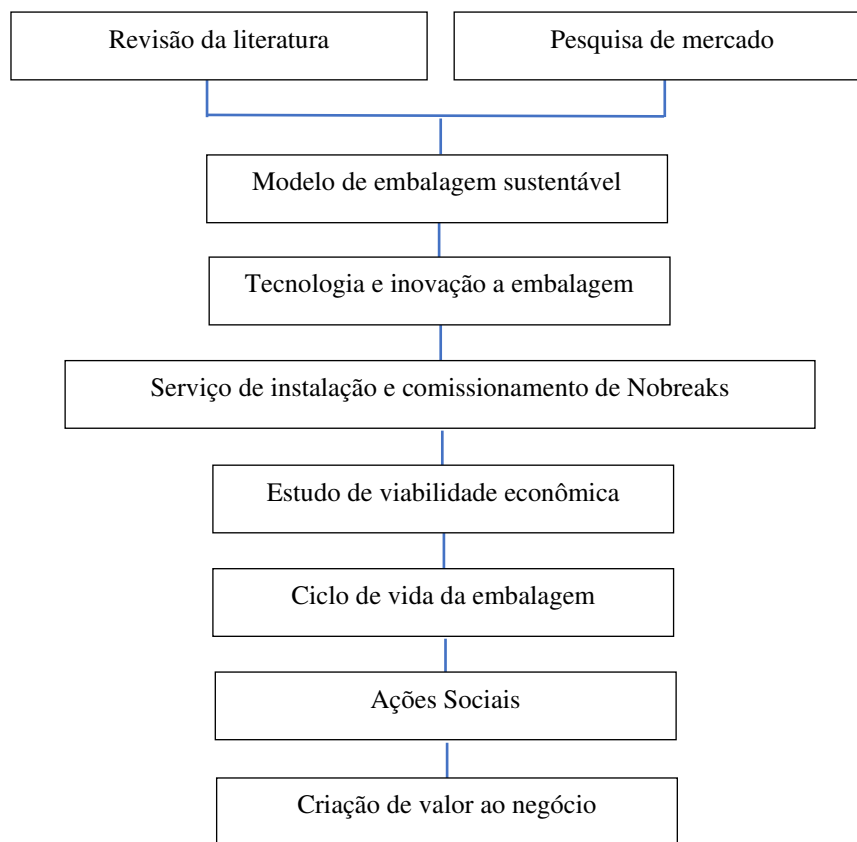 Revisão da literatura
Pesquisa de mercado
Modelo de embalagem sustentável
Tecnologia e inovação a embalagem
Serviço de instalação e comissionamento de Nobreaks
Estudo de viabilidade econômica
Ciclo de vida da embalagem
Ações Sociais
Criação de valor ao negócio